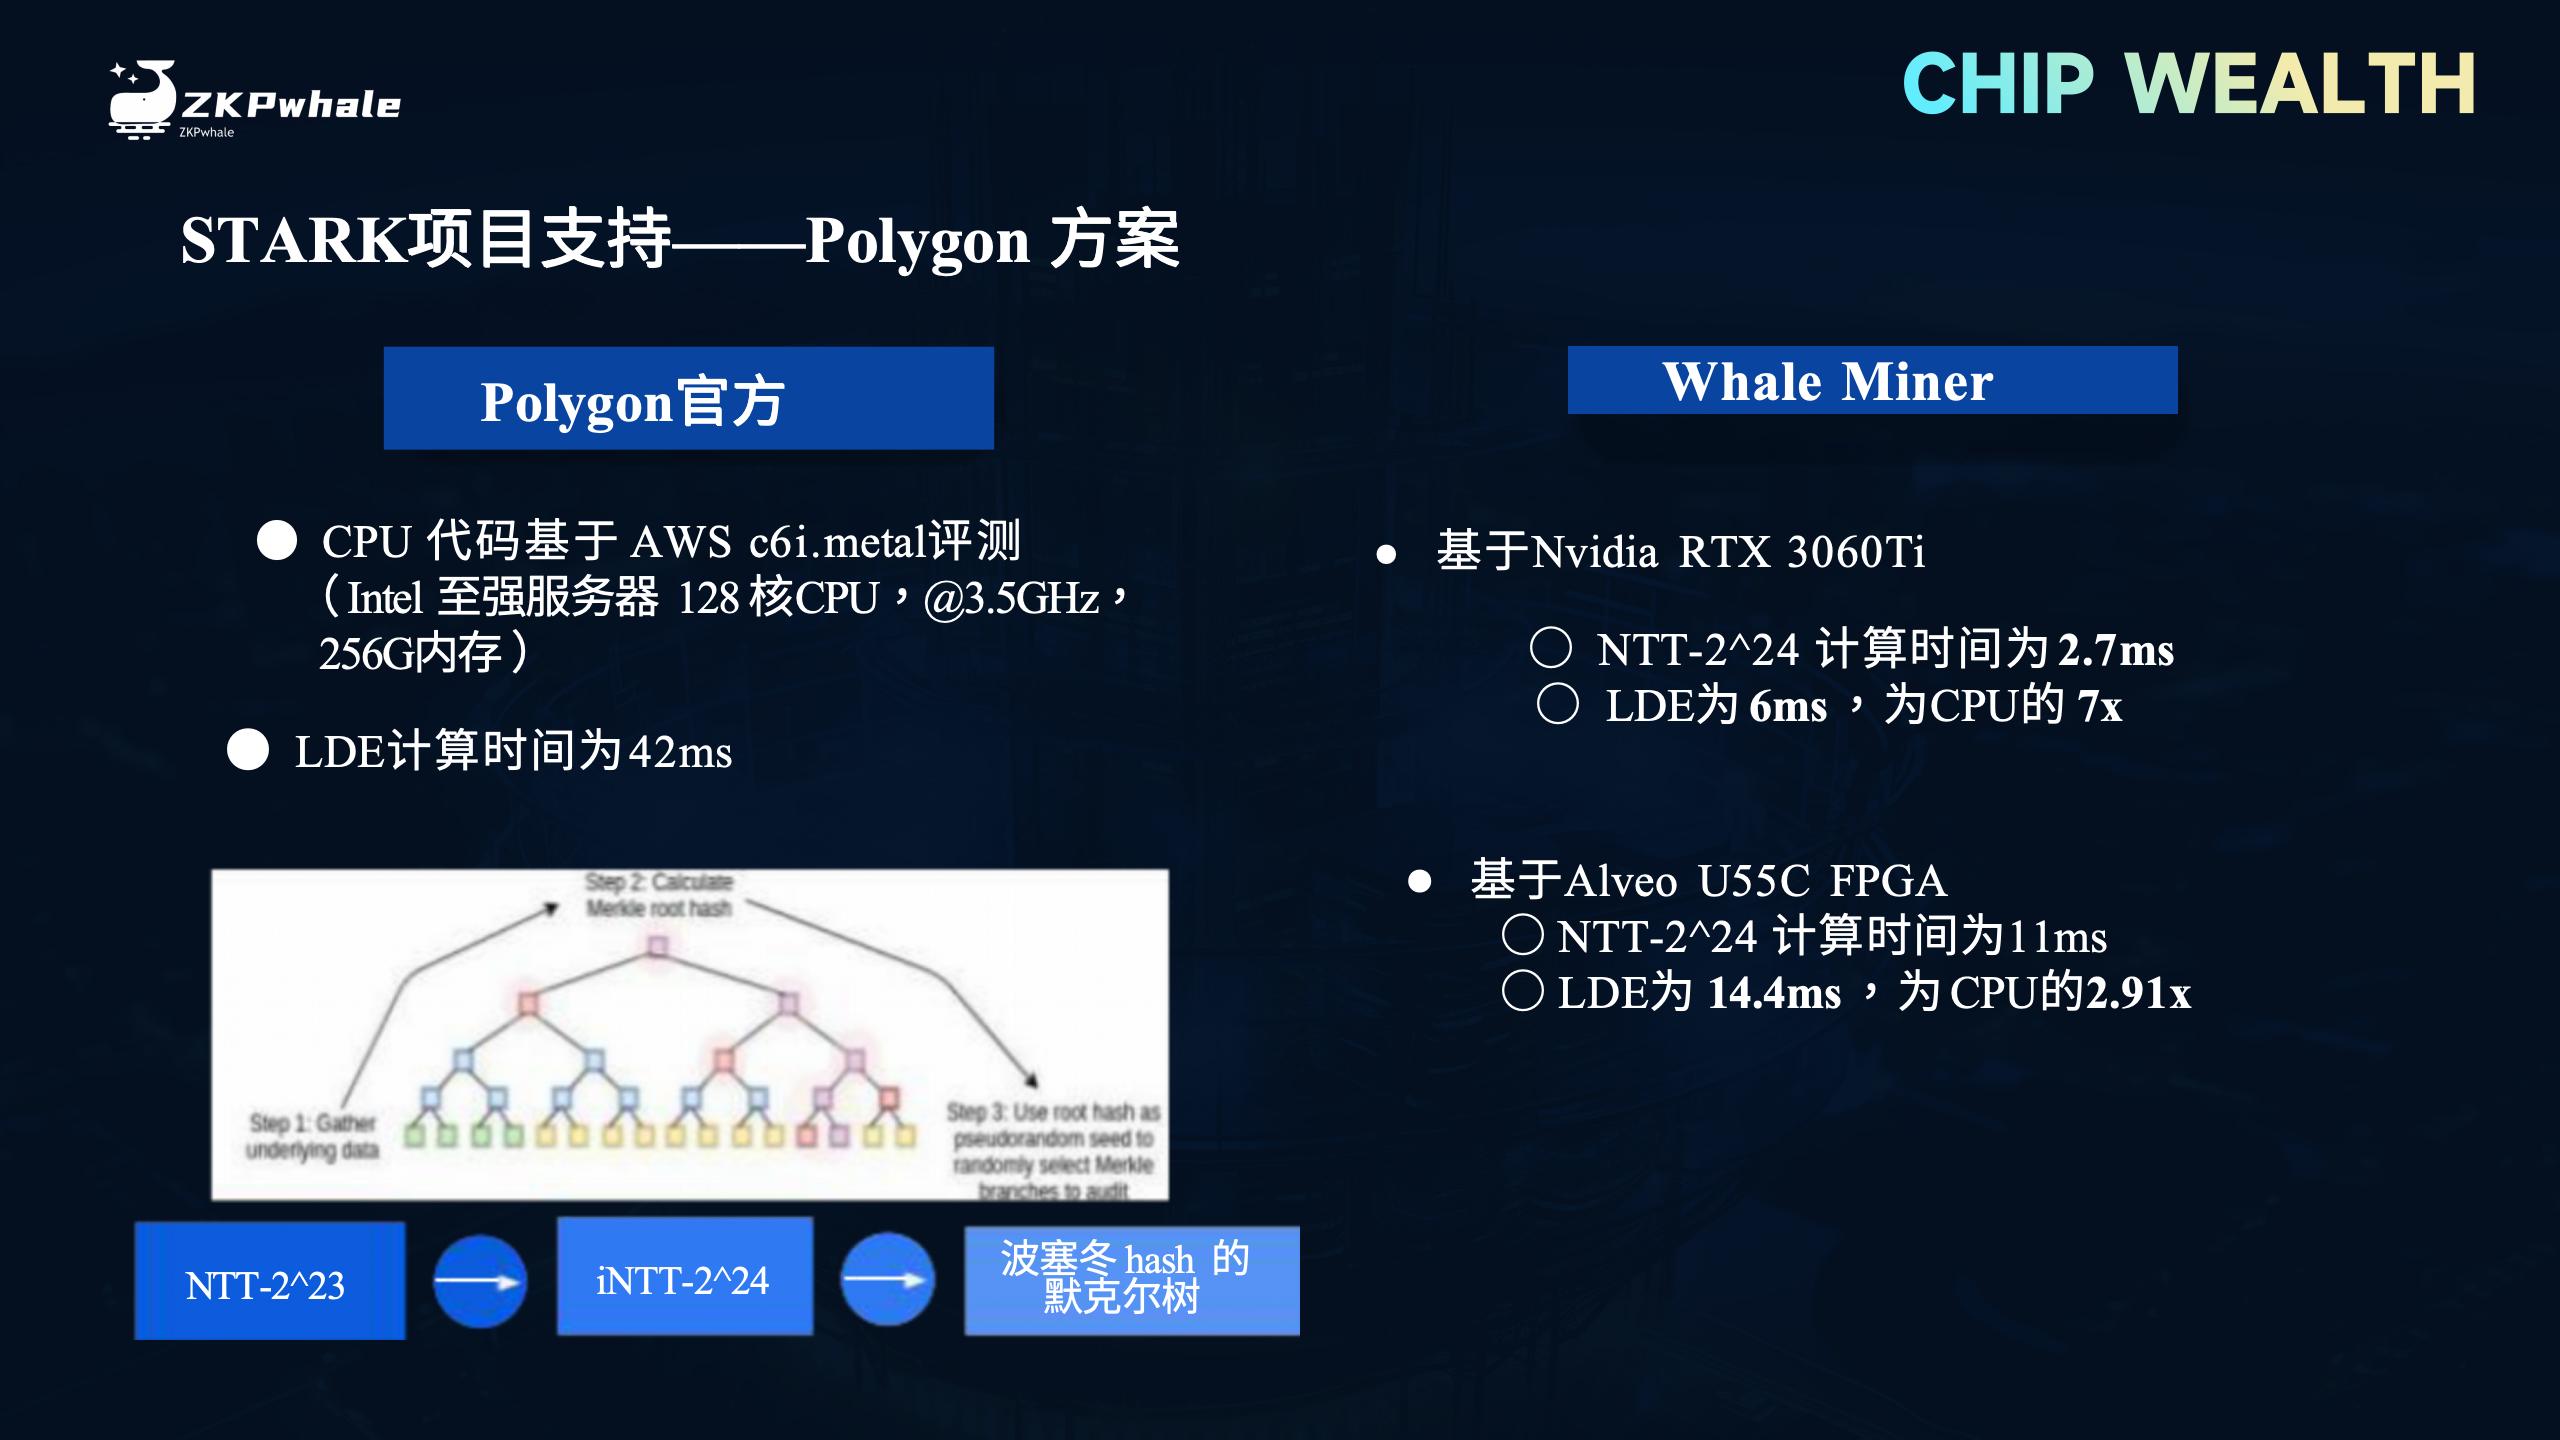 ZKPwhale
ZKPwhale
CHIP WEALTH
STARK项目支持——Polygon 方案
Polygon官方
CPU 代码基于 AWS c6i.metal评测
（Intel 至强服务器 128 核CPU，@3.5GHz，
256G内存）
LDE计算时间为42ms
Step 2: Calculate
Merkle root hash
Step 1: Gather
underlying data
Step 3: Use root hash as
pseudorandom seed to
randomly select Merkle
branches to audit
NTT-2^23
iNTT-2^24
波塞冬 hash 的
默克尔树
Whale Miner
基于Nvidia RTX 3060Ti
NTT-2^24 计算时间为 2.7ms
LDE为 6ms，为CPU的 7x
基于Alveo U55C FPGA
NTT-2^24 计算时间为11ms
LDE为 14.4ms，为 CPU的2.91x